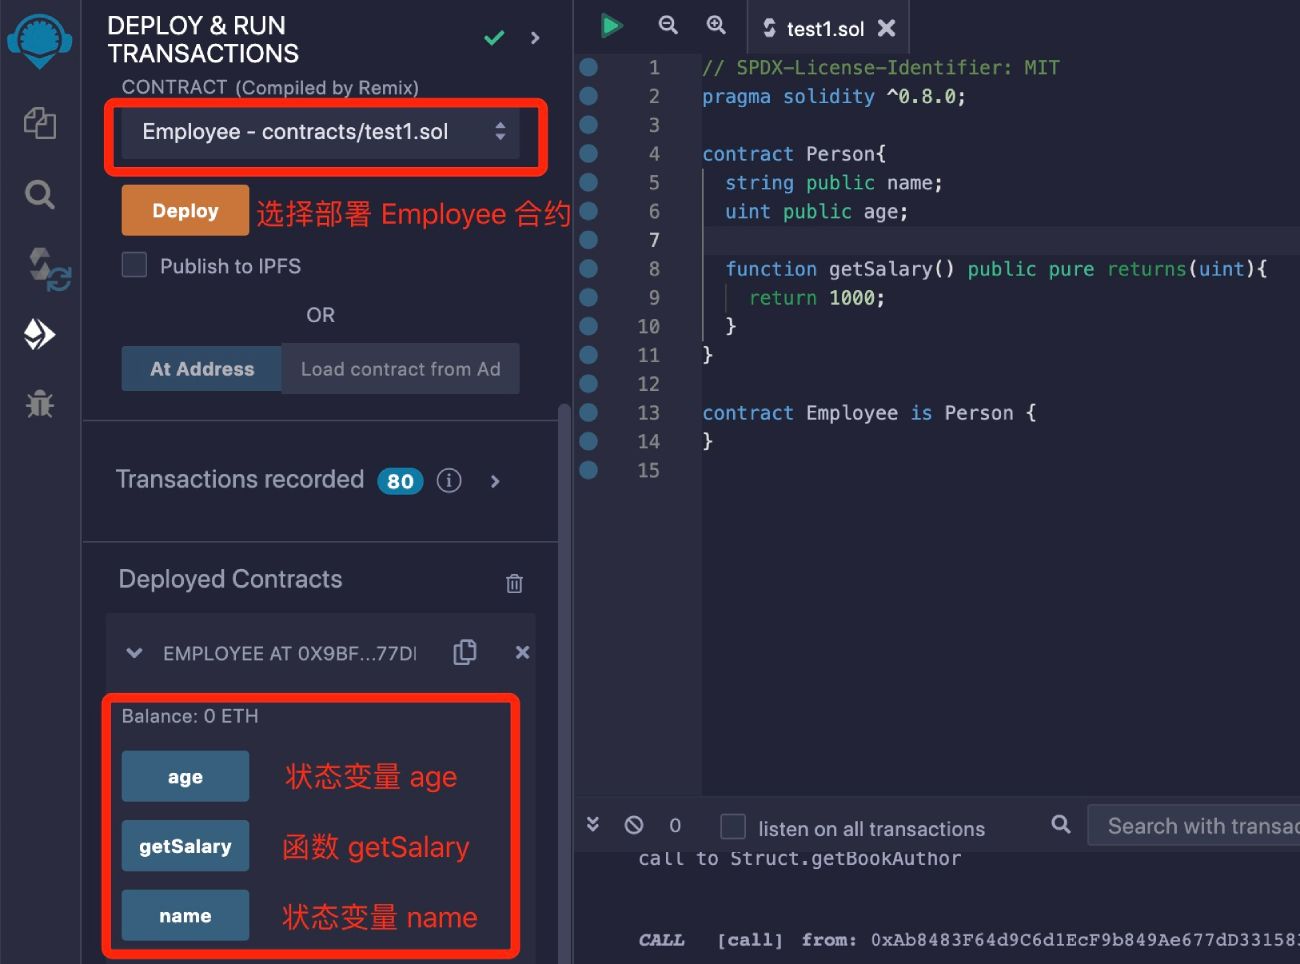 DEPLOY & RUN
TRANSACTIONS
CONTRACT (Compiled by Remix)
Employee - contracts/test1.sol
Deploy 选择部署 Employee 合约
Publish to IPFS
OR
At Address Load contract from Ad
Transactions recorded 80
Deployed Contracts
EMPLOYEE AT 0X9BF...77D
Balance: 0 ETH
age 状态变量 age
getSalary 函数 getSalary
name 状态变量 name
test1.sol
1 // SPDX-License-Identifier: MIT
2 pragma solidity ^0.8.0;
3
4 contract Person{
5 string public name;
6 uint public age;
7
8 function getSalary() public pure returns(uint){
9 return 1000;
10 }
11 }
12
13 contract Employee is Person {
14 }
15
0 listen on all transactions Search with transac
call to Struct.getBookAuthor
CALL [call] from: 0xAb8483F64d9C6d1EcF9b849Ae677dD331583